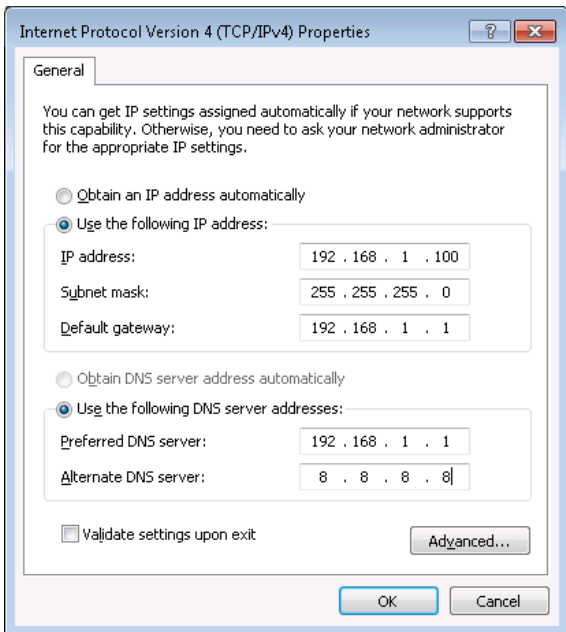 Internet Protocol Version 4 (TCP/IPv4) Properties
General
You can get IP settings assigned automatically if your network supports
this capability. Otherwise, you need to ask your network administrator
for the appropriate IP settings.
Obtain an IP address automatically
Use the following IP address:
IP address: 192 . 168 . 1 . 100
Subnet mask: 255 . 255 . 255 . 0
Default gateway: 192 . 168 . 1 . 1
Obtain DNS server address automatically
Use the following DNS server addresses:
Preferred DNS server: 192 . 168 . 1 . 1
Alternate DNS server: 8 . 8 . 8 . 8
Validate settings upon exit
Advanced...
OK Cancel